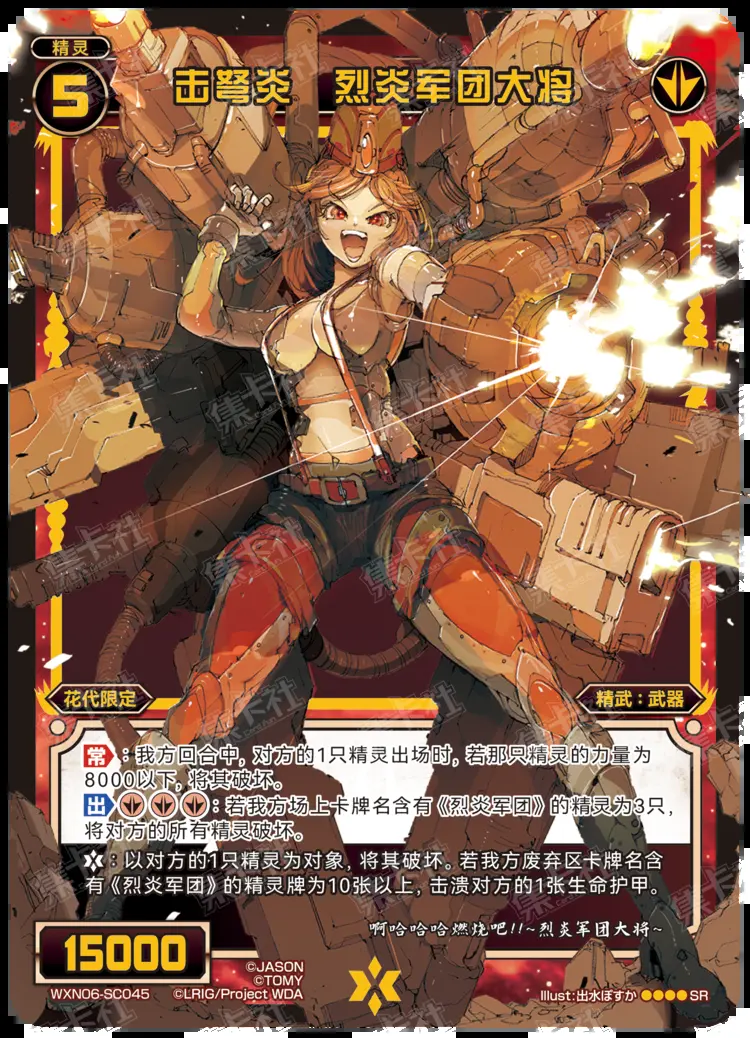 精灵
5
击弩炎 烈炎军团大将
花代限定
精武:武器
常:我方回合中,对方的1只精灵出场时,若那只精灵的力量为
8000以下,将其破坏。
出 : 若我方场上卡牌名含有《烈炎军团》的精灵为3只,
将对方的所有精灵破坏。
:以对方的1只精灵为对象,将其破坏。若我方废弃区卡牌名含
有《烈炎军团》的精灵牌为10张以上,击溃对方的1张生命护甲。
啊哈哈哈燃烧吧!!~烈炎军团大将~
15000
©JASON
©TOMY
WXN06-SC045 ©LRIG/Project WDA
Illust:出水ぽすか SR
集卡社